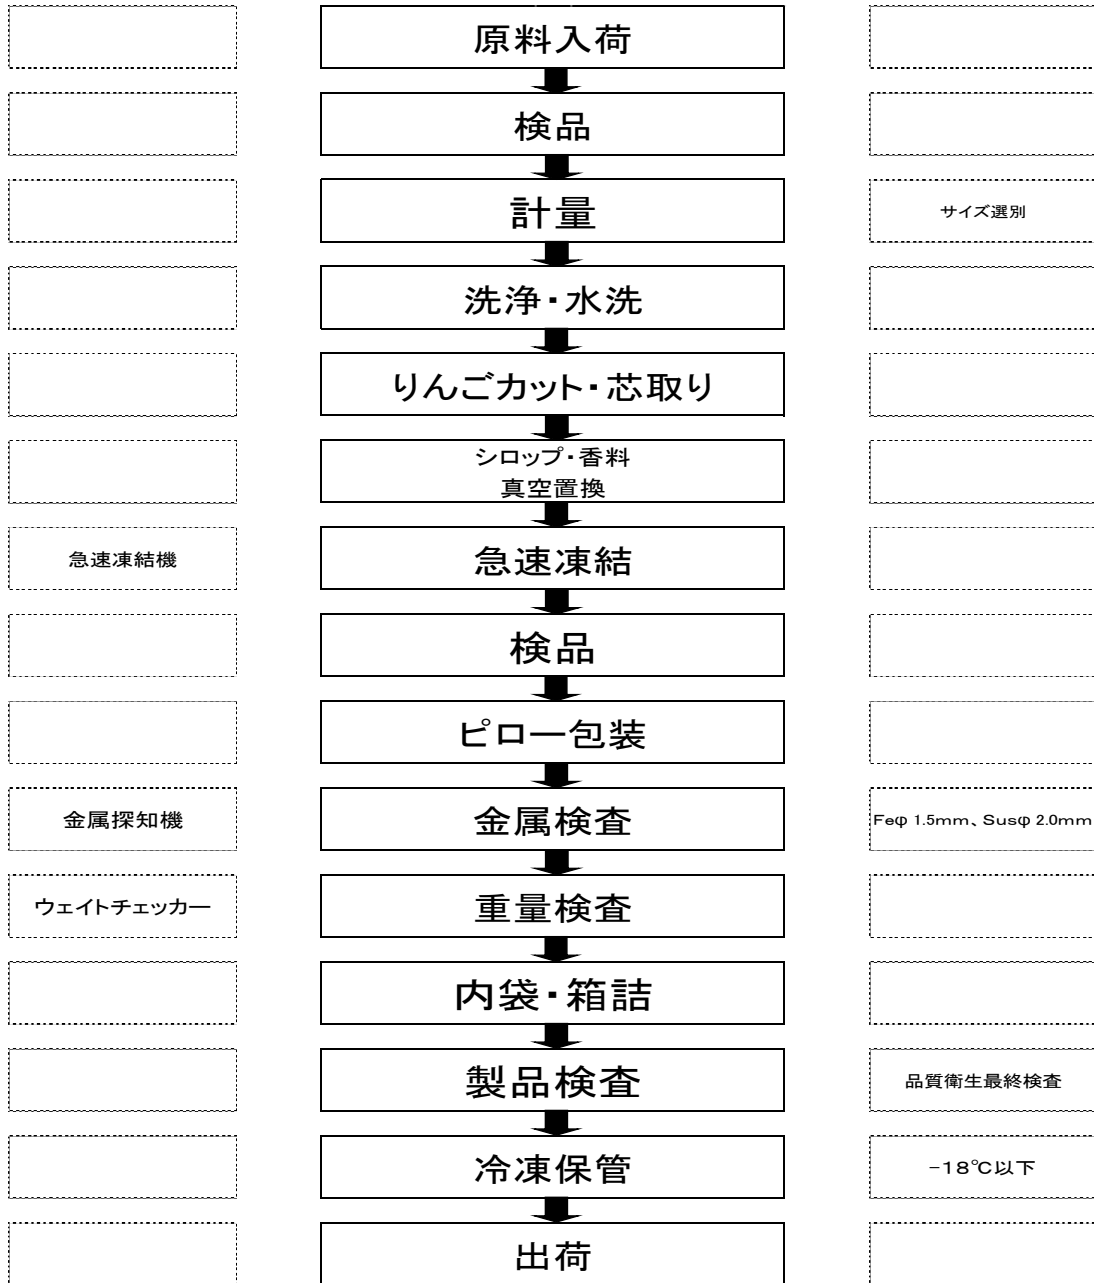 原料入荷
検品
計量
サイズ選別
洗浄・水洗
りんごカット・芯取り
シロップ・香料
真空置換
急速凍結機
急速凍結
検品
ピロー包装
金属探知機
金属検査
Feφ 1.5mm、Susφ 2.0mm
ウェイトチェッカー
重量検査
内袋・箱詰
製品検査
品質衛生最終検査
冷凍保管
-18℃以下
出荷